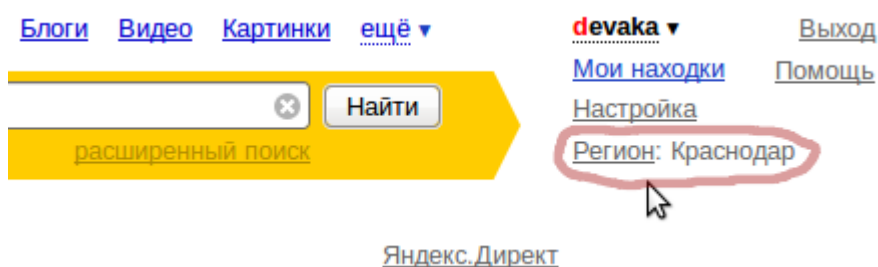 Блоги Видео Картинки ещё ▼ devaka ▼ Выход
Мои находки Помощь
Найти Настройка
расширенный поиск Регион: Краснодар
Яндекс.Директ